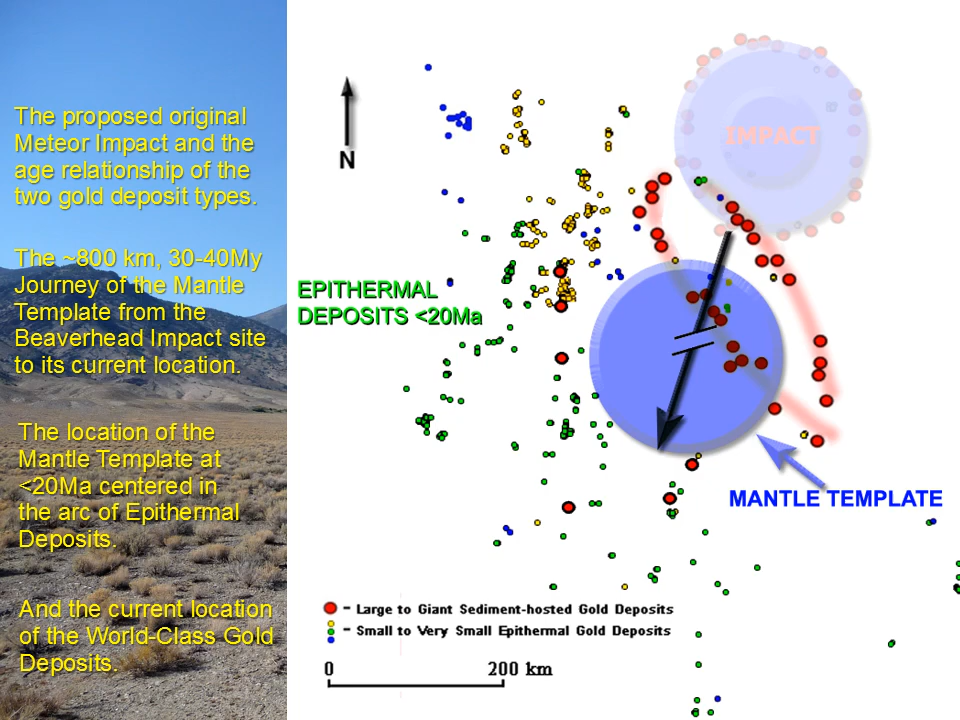 The proposed original
Meteor Impact and the
age relationship of the
two gold deposit types.
The ~800 km, 30-40My
Journey of the Mantle
Template from the
Beaverhead Impact site
to its current location.
The location of the
Mantle Template at
<20Ma centered in
the arc of Epithermal
Deposits.
And the current location
of the World-Class Gold
Deposits.
N
IMPACT
EPITHERMAL
DEPOSITS <20Ma
MANTLE TEMPLATE
- Large to Giant Sediment-hosted Gold Deposits
- Small to Very Small Epithermal Gold Deposits
0 200 km